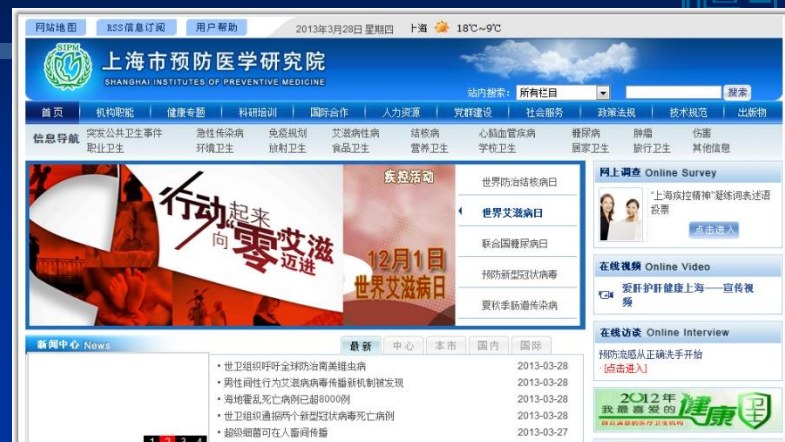 网站地图 RSS信息订阅 用户帮助 2013年3月28日 星期四 上海 18℃~9℃
SIPM
上海市预防医学研究院
SHANGHAI INSTITUTES OF PREVENTIVE MEDICINE
站内搜索: 所有栏目 搜索
首页 机构职能 健康专题 科研培训 国际合作 人力资源 党群建设 社会服务 政策法规 技术规范 出版物
信息导航 突发公共卫生事件 急性传染病 免疫规划 艾滋病性病 结核病 心脑血管疾病 糖尿病 肿瘤 伤害
职业卫生 环境卫生 放射卫生 食品卫生 营养卫生 学校卫生 居家卫生 旅行卫生 其他信息
疾控活动
行动起来
向“零”艾滋
迈进
12月1日
世界艾滋病日
世界防治结核病日
世界艾滋病日
联合国糖尿病日
预防新型冠状病毒
夏秋季肠道传染病
网上调查 Online Survey
“上海疾控精神”凝练词表述语
投票
点击进入
在线视频 Online Video
爱肝护肝健康上海——宣传视
频
在线访谈 Online Interview
预防流感从正确洗手开始
[点击进入]
2012年
我最喜爱的健康卫士
新闻中心 News 最新 中心 本市 国内 国际
世卫组织呼吁全球防治南美锥虫病 2013-03-28
男性间性行为艾滋病病毒传播新机制被发现 2013-03-28
海地霍乱死亡病例已超8000例 2013-03-28
世卫组织通报两个新型冠状病毒死亡病例 2013-03-28
超级细菌可在人畜间传播 2013-03-27
1 2 3 4